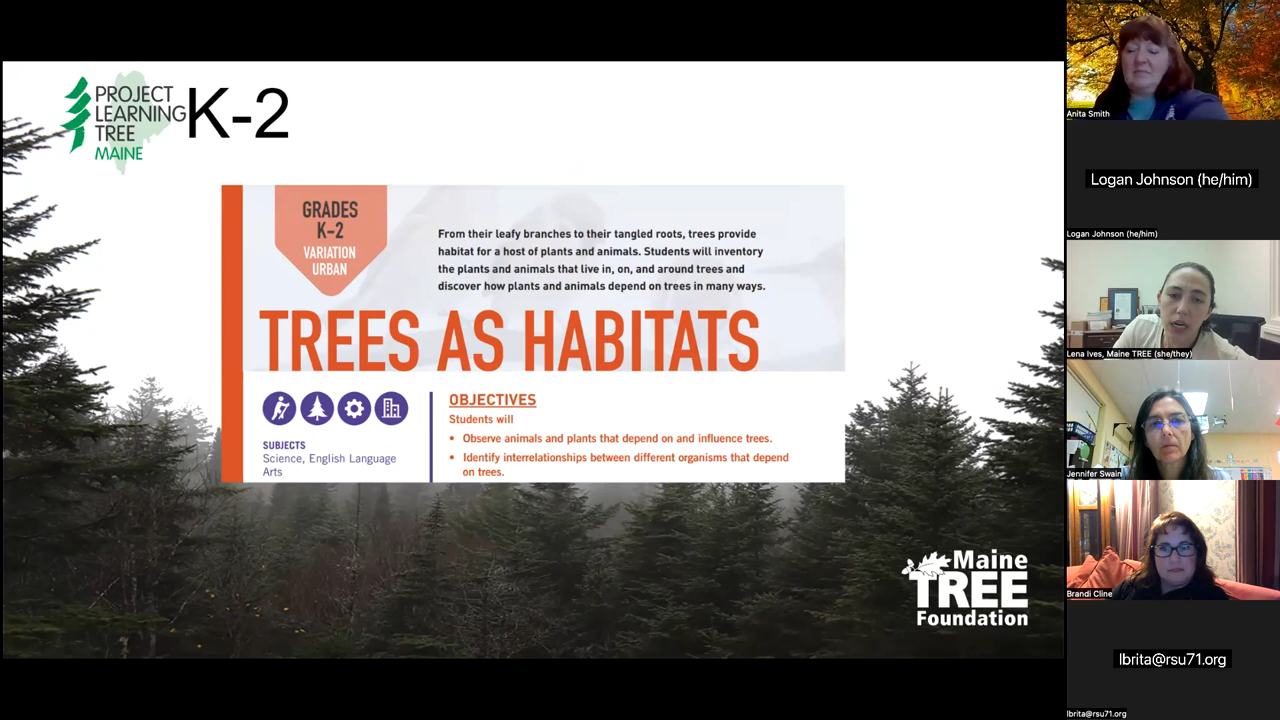 PROJECT
LEARNING
TREE
MAINE
K-2
GRADES
K–2
VARIATION
URBAN
From their leafy branches to their tangled roots, trees provide
habitat for a host of plants and animals. Students will inventory
the plants and animals that live in, on, and around trees and
discover how plants and animals depend on trees in many ways.
TREES AS HABITATS
SUBJECTS
Science, English Language
Arts
OBJECTIVES
Students will
• Observe animals and plants that depend on and influence trees.
• Identify interrelationships between different organisms that depend
on trees.
Maine
TREE
Foundation
Anita Smith
Logan Johnson (he/him)
Logan Johnson (he/him)
Lena Ives, Maine TREE (she/they)
Jennifer Swain
Brandi Cline
lbrita@rsu71.org
lbrita@rsu71.org